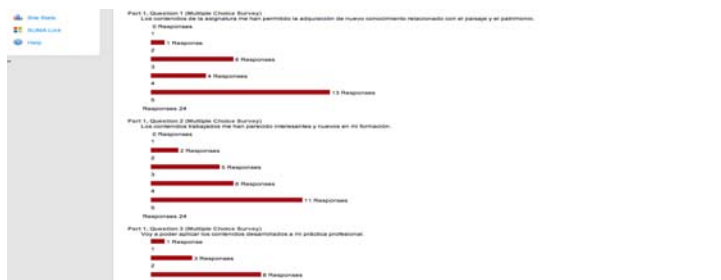 Site Stats
SUMA Link
Help
Part 1, Question 1 (Multiple Choice Survey)
Los contenidos de la asignatura me han permitido la adquisición de nuevo conocimiento relacionado con el paisaje y el patrimonio.
0 Responses
1
1 Response
2
6 Responses
3
4 Responses
4
13 Responses
5
Responses 24
Part 1, Question 2 (Multiple Choice Survey)
Los contenidos trabajados me han parecido interesantes y nuevos en mi formación.
0 Responses
1
2 Responses
2
5 Responses
3
6 Responses
4
11 Responses
5
Responses 24
Part 1, Question 3 (Multiple Choice Survey)
Voy a poder aplicar los contenidos desarrollados a mi práctica profesional.
1 Response
1
3 Responses
2
8 Responses